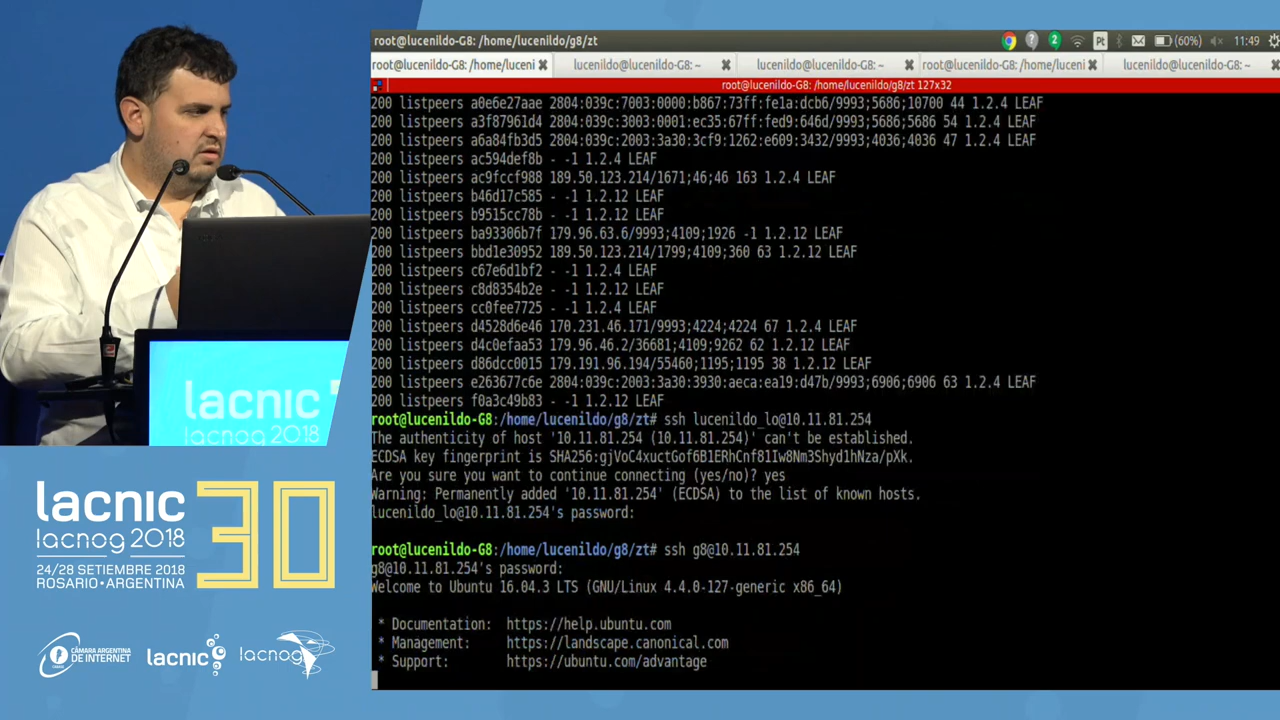 root@lucenildo-G8: /home/lucenildo/g8/zt
2
Pt
(60%)
11:49
root@lucenildo-G8: /home/luceni
lucenildo@lucenildo-G8: ~
lucenildo@lucenildo-G8: ~
root@lucenildo-G8: /home/lucenildo
lucenildo@lucenildo-G8: ~
root@lucenildo-G8: /home/lucenildo/g8/zt 127x32
200 listpeers a0e6e27aae 2804:039c:7003:0000:b867:73ff:fe1a:dcb6/9993;5686;10700 44 1.2.4 LEAF
200 listpeers a3f87961d4 2804:039c:3003:0001:ec35:67ff:fed9:646d/9993;5686;5686 54 1.2.4 LEAF
200 listpeers a6a84fb3d5 2804:039c:2003:3a30:3cf9:1262:e609:3432/9993;4036;4036 47 1.2.4 LEAF
200 listpeers ac594def8b - -1 1.2.4 LEAF
200 listpeers ac9fccf988 189.50.123.214/1671;46;46 163 1.2.4 LEAF
200 listpeers b46d17c585 - -1 1.2.12 LEAF
200 listpeers b9515cc78b - -1 1.2.12 LEAF
200 listpeers ba93306b7f 179.96.63.6/9993;4109;1926 -1 1.2.12 LEAF
200 listpeers bbd1e30952 189.50.123.214/1799;4109;360 63 1.2.12 LEAF
200 listpeers c67e6d1bf2 - -1 1.2.4 LEAF
200 listpeers c8d8354b2e - -1 1.2.12 LEAF
200 listpeers cc0fee7725 - -1 1.2.4 LEAF
200 listpeers d4528d6e46 170.231.46.171/9993;4224;4224 67 1.2.4 LEAF
200 listpeers d4c0efaa53 179.96.46.2/36681;4109;9262 62 1.2.12 LEAF
200 listpeers d86dcc0015 179.191.96.194/55460;1195;1195 38 1.2.12 LEAF
200 listpeers e263677c6e 2804:039c:2003:3a30:3930:aeca:ea19:d47b/9993;6906;6906 63 1.2.4 LEAF
200 listpeers f0a3c49b83 - -1 1.2.12 LEAF
root@lucenildo-G8:/home/lucenildo/g8/zt# ssh lucenildo_lo@10.11.81.254
The authenticity of host '10.11.81.254 (10.11.81.254)' can't be established.
ECDSA key fingerprint is SHA256:gjVoC4xuctGof6B1ERhCnf81Iw8Nm3Shyd1hNza/pXk.
Are you sure you want to continue connecting (yes/no)? yes
Warning: Permanently added '10.11.81.254' (ECDSA) to the list of known hosts.
lucenildo_lo@10.11.81.254's password:
root@lucenildo-G8:/home/lucenildo/g8/zt# ssh g8@10.11.81.254
g8@10.11.81.254's password:
Welcome to Ubuntu 16.04.3 LTS (GNU/Linux 4.4.0-127-generic x86_64)
* Documentation: https://help.ubuntu.com
* Management: https://landscape.canonical.com
* Support: https://ubuntu.com/advantage
lacnic
lacnog 2018
lacnic
lacnog 2018
30
24/28 SETIEMBRE 2018
ROSARIO•ARGENTINA
CÁMARA ARGENTINA
DE INTERNET
lacnic
lacnog